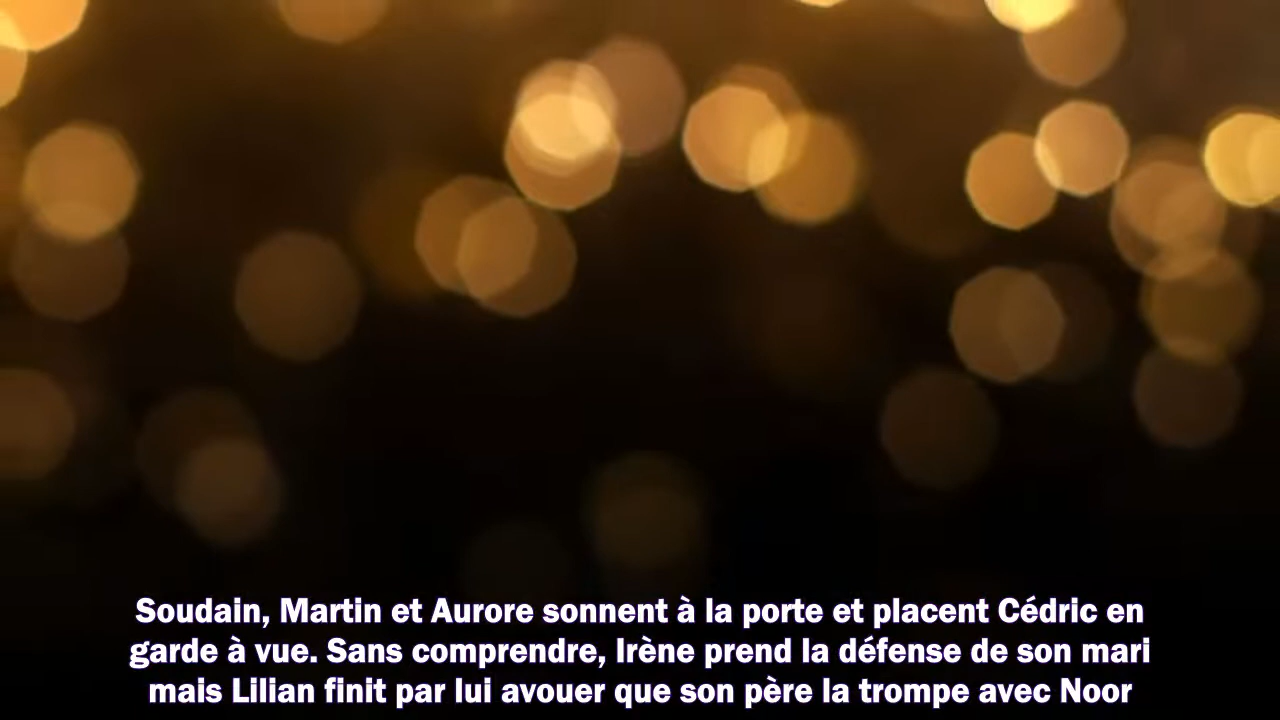 Soudain, Martin et Aurore sonnent à la porte et placent Cédric en
garde à vue. Sans comprendre, Irène prend la défense de son mari
mais Lilian finit par lui avouer que son père la trompe avec Noor